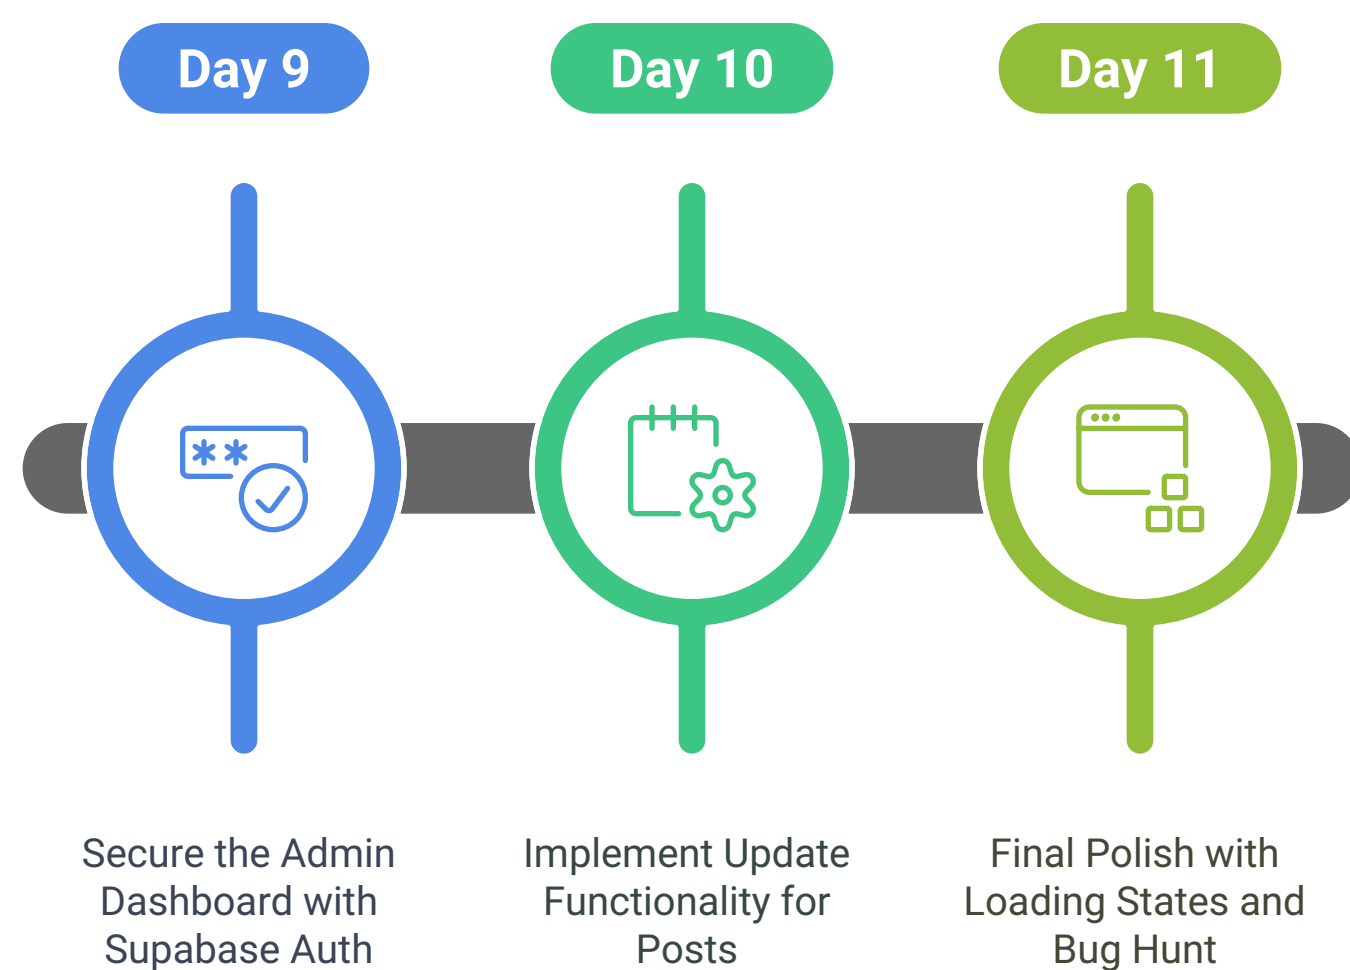 Day 9
Day 10
Day 11
Secure the Admin
Dashboard with
Supabase Auth
Implement Update
Functionality for
Posts
Final Polish with
Loading States and
Bug Hunt